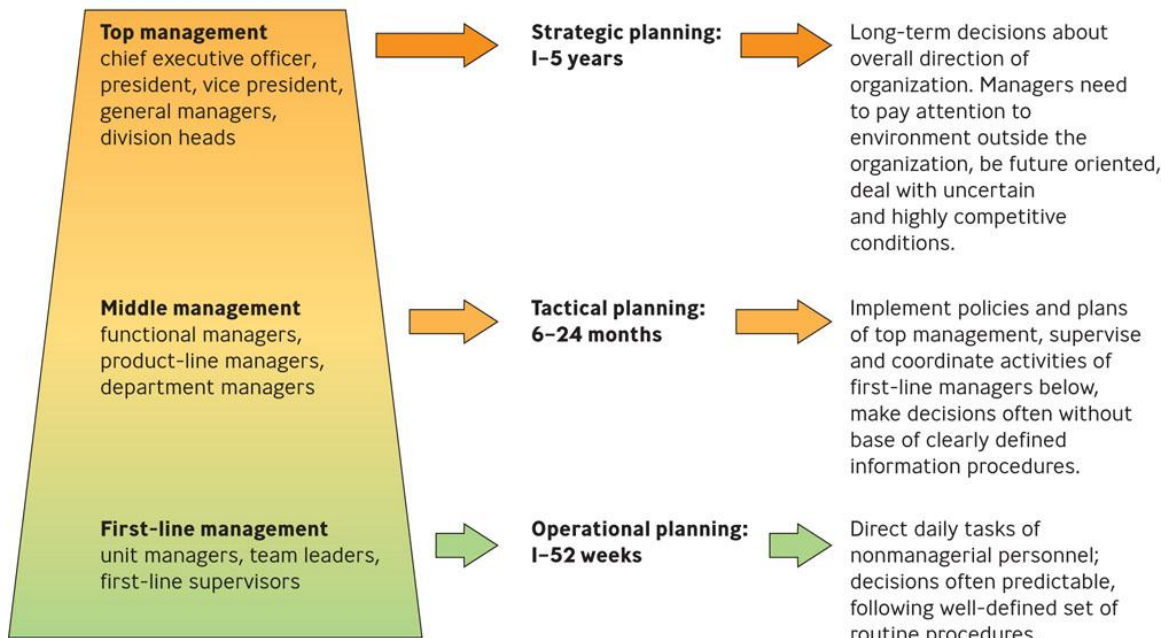 Top management
chief executive officer,
president, vice president,
general managers,
division heads
Strategic planning:
1–5 years
Long-term decisions about
overall direction of
organization. Managers need
to pay attention to
environment outside the
organization, be future oriented,
deal with uncertain
and highly competitive
conditions.
Middle management
functional managers,
product-line managers,
department managers
Tactical planning:
6–24 months
Implement policies and plans
of top management, supervise
and coordinate activities of
first-line managers below,
make decisions often without
base of clearly defined
information procedures.
First-line management
unit managers, team leaders,
first-line supervisors
Operational planning:
1–52 weeks
Direct daily tasks of
nonmanagerial personnel;
decisions often predictable,
following well-defined set of
routine procedures